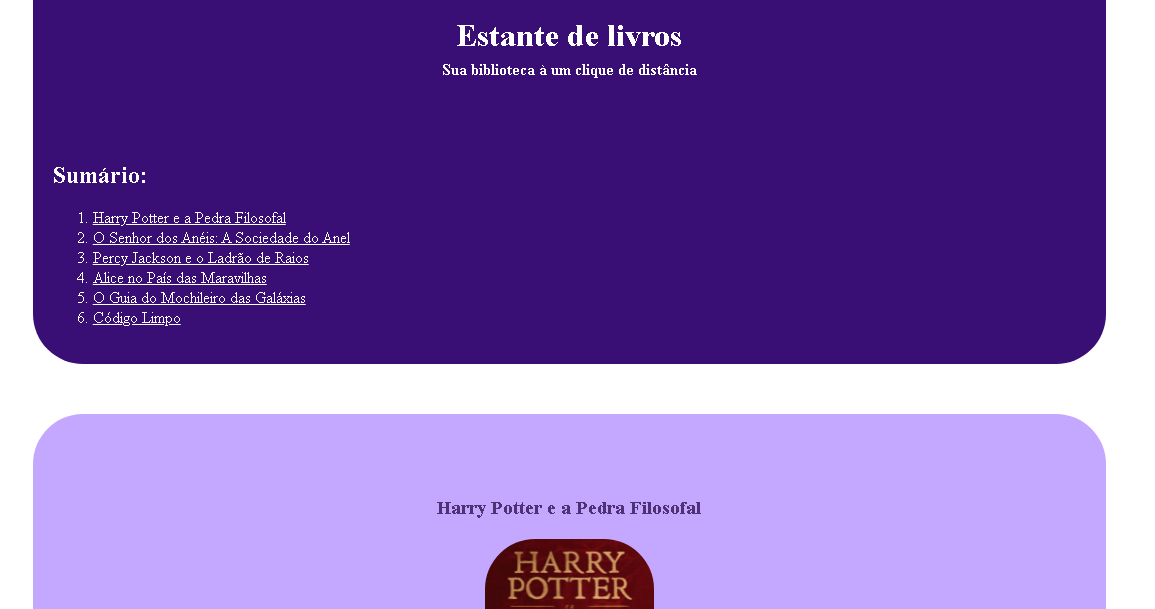 Estante de livros
Sua biblioteca à um clique de distância
Sumário:
1. Harry Potter e a Pedra Filosofal
2. O Senhor dos Anéis: A Sociedade do Anel
3. Percy Jackson e o Ladrão de Raios
4. Alice no País das Maravilhas
5. O Guia do Mochileiro das Galáxias
6. Código Limpo
Harry Potter e a Pedra Filosofal
HARRY
POTTER